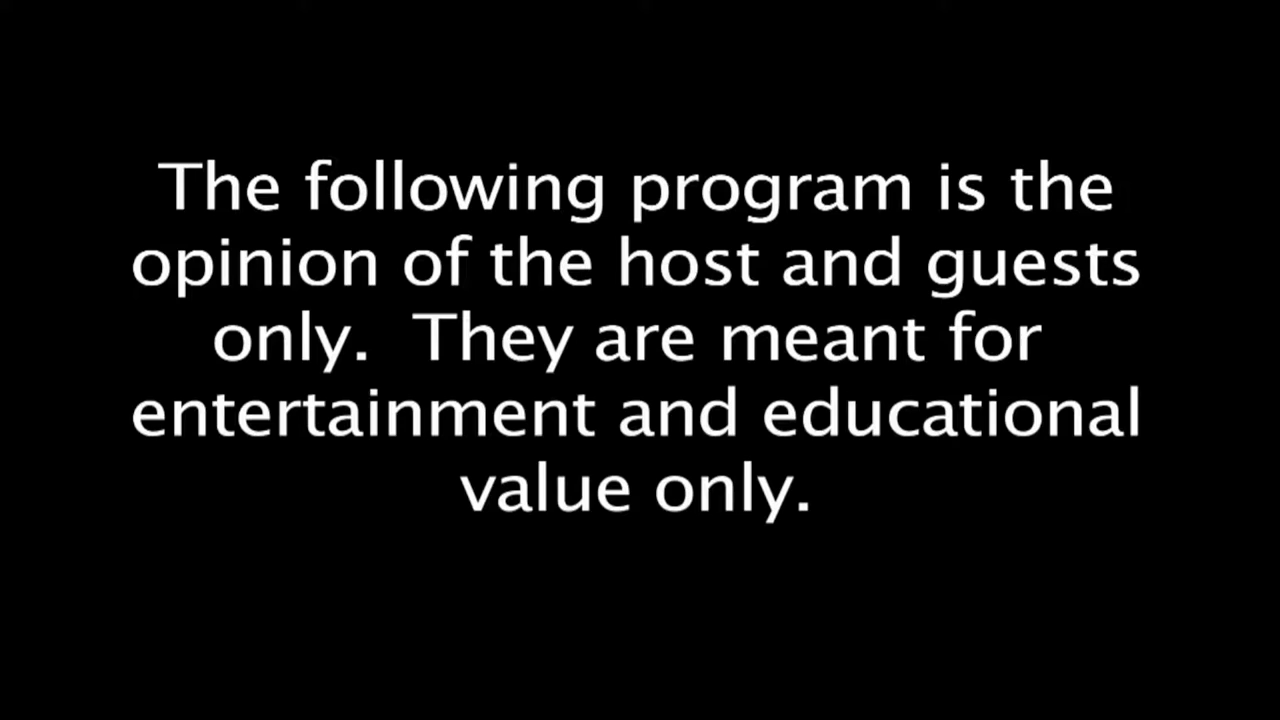 The following program is the
opinion of the host and guests
only.  They are meant for
entertainment and educational
value only.